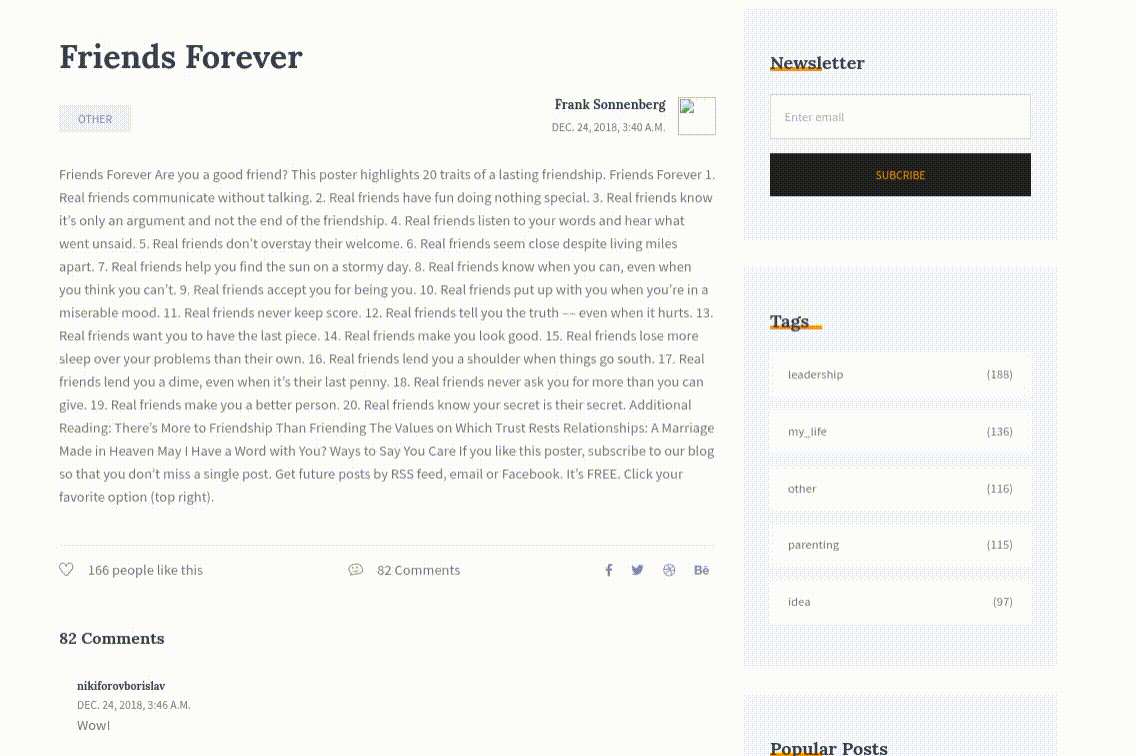 Friends Forever
OTHER
Frank Sonnenberg
DEC. 24, 2018, 3:40 A.M.
Friends Forever Are you a good friend? This poster highlights 20 traits of a lasting friendship. Friends Forever 1.
Real friends communicate without talking. 2. Real friends have fun doing nothing special. 3. Real friends know
it's only an argument and not the end of the friendship. 4. Real friends listen to your words and hear what
went unsaid. 5. Real friends don't overstay their welcome. 6. Real friends seem close despite living miles
apart. 7. Real friends help you find the sun on a stormy day. 8. Real friends know when you can, even when
you think you can't. 9. Real friends accept you for being you. 10. Real friends put up with you when you're in a
miserable mood. 11. Real friends never keep score. 12. Real friends tell you the truth –– even when it hurts. 13.
Real friends want you to have the last piece. 14. Real friends make you look good. 15. Real friends lose more
sleep over your problems than their own. 16. Real friends lend you a shoulder when things go south. 17. Real
friends lend you a dime, even when it's their last penny. 18. Real friends never ask you for more than you can
give. 19. Real friends make you a better person. 20. Real friends know your secret is their secret. Additional
Reading: There's More to Friendship Than Friending The Values on Which Trust Rests Relationships: A Marriage
Made in Heaven May I Have a Word with You? Ways to Say You Care If you like this poster, subscribe to our blog
so that you don't miss a single post. Get future posts by RSS feed, email or Facebook. It's FREE. Click your
favorite option (top right).
166 people like this
82 Comments
Bē
82 Comments
nikiforovborislav
DEC. 24, 2018, 3:46 A.M.
Wow!
Newsletter
Enter email
SUBCRIBE
Tags
leadership (188)
my_life (136)
other (116)
parenting (115)
idea (97)
Popular Posts